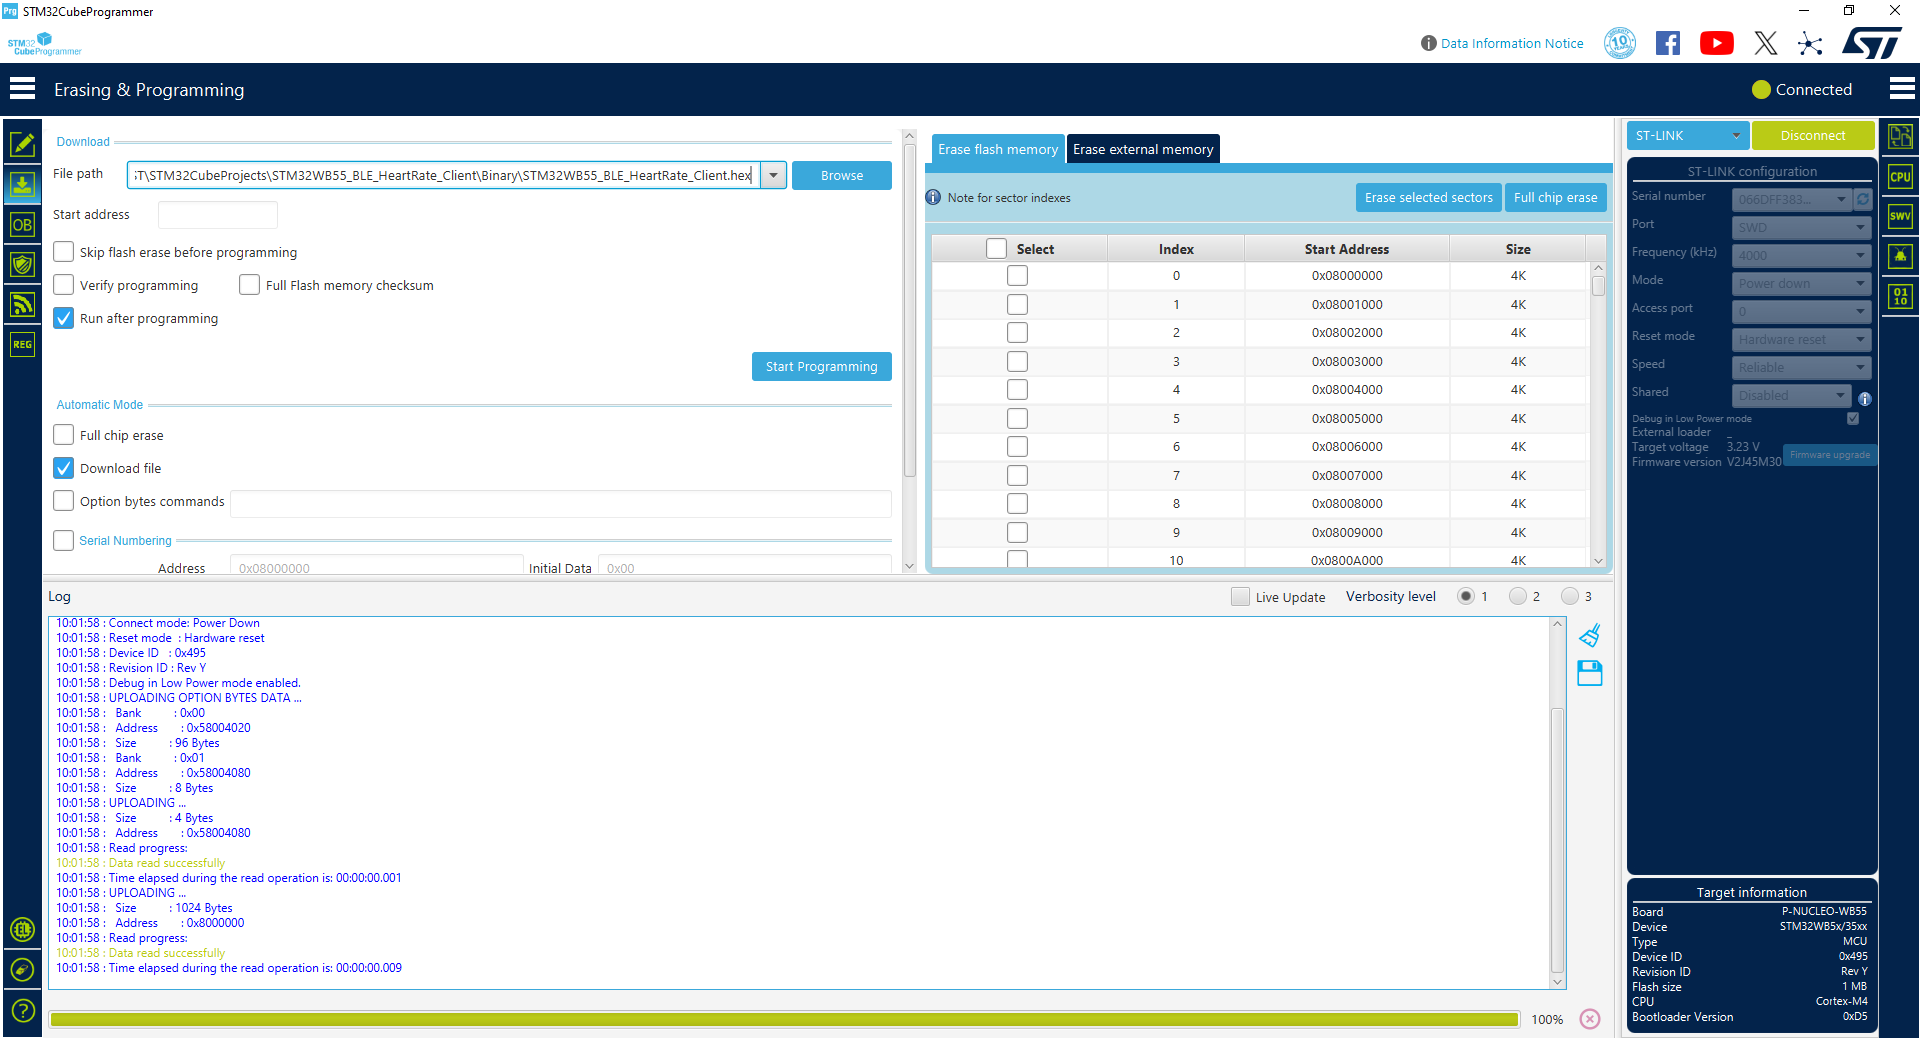 Prg STM32CubeProgrammer
STM32
CubeProgrammer
Data Information Notice
10
Erasing & Programming
Connected
Download
File path
ST\STM32CubeProjects\STM32WB55_BLE_HeartRate_Client\Binary\STM32WB55_BLE_HeartRate_Client.hex
Browse
Start address
Skip flash erase before programming
Verify programming
Full Flash memory checksum
Run after programming
Start Programming
Automatic Mode
Full chip erase
Download file
Option bytes commands
Serial Numbering
Address 0x08000000 Initial Data 0x00
OB
REG
EL
Erase flash memory
Erase external memory
Note for sector indexes
Erase selected sectors
Full chip erase
Select Index Start Address Size
0 0x08000000 4K
1 0x08001000 4K
2 0x08002000 4K
3 0x08003000 4K
4 0x08004000 4K
5 0x08005000 4K
6 0x08006000 4K
7 0x08007000 4K
8 0x08008000 4K
9 0x08009000 4K
10 0x0800A000 4K
Log
Live Update Verbosity level 1 2 3
10:01:58 : Connect mode: Power Down
10:01:58 : Reset mode : Hardware reset
10:01:58 : Device ID : 0x495
10:01:58 : Revision ID : Rev Y
10:01:58 : Debug in Low Power mode enabled.
10:01:58 : UPLOADING OPTION BYTES DATA ...
10:01:58 : Bank : 0x00
10:01:58 : Address : 0x58004020
10:01:58 : Size : 96 Bytes
10:01:58 : Bank : 0x01
10:01:58 : Address : 0x58004080
10:01:58 : Size : 8 Bytes
10:01:58 : UPLOADING ...
10:01:58 : Size : 4 Bytes
10:01:58 : Address : 0x58004080
10:01:58 : Read progress:
10:01:58 : Data read successfully
10:01:58 : Time elapsed during the read operation is: 00:00:00.001
10:01:58 : UPLOADING ...
10:01:58 : Size : 1024 Bytes
10:01:58 : Address : 0x8000000
10:01:58 : Read progress:
10:01:58 : Data read successfully
10:01:58 : Time elapsed during the read operation is: 00:00:00.009
100%
ST-LINK
Disconnect
ST-LINK configuration
Serial number 066DFF383...
Port SWD
Frequency (kHz) 4000
Mode Power down
Access port 0
Reset mode Hardware reset
Speed Reliable
Shared Disabled
Debug in Low Power mode
External loader _
Target voltage 3.23 V
Firmware version V2J45M30
Firmware upgrade
Target information
Board P-NUCLEO-WB55
Device STM32WB5x/35xx
Type MCU
Device ID 0x495
Revision ID Rev Y
Flash size 1 MB
CPU Cortex-M4
Bootloader Version 0xD5
CPU
SWV
01
10